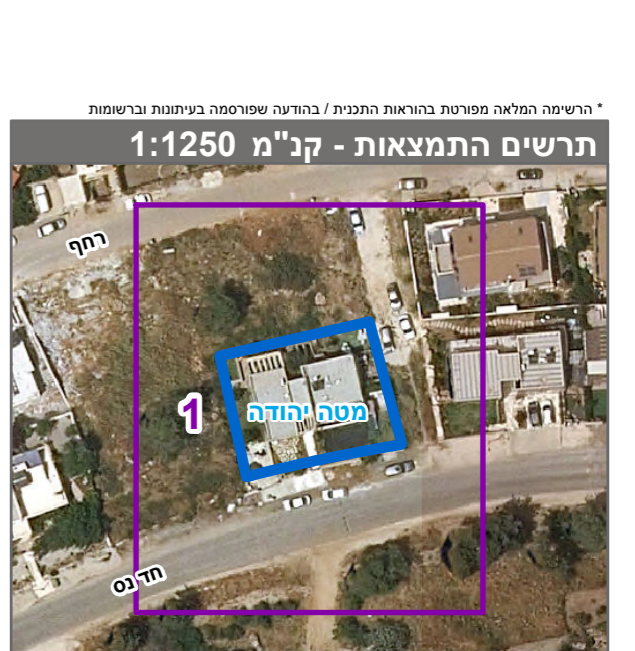 * הרשימה המלאה מפורטת בהוראות התכנית / בהודעה שפורסמה בעיתונות וברשומות
תרשים התמצאות - קנ"מ 1:1250
רחף
1
מטה יהודה
חד נס